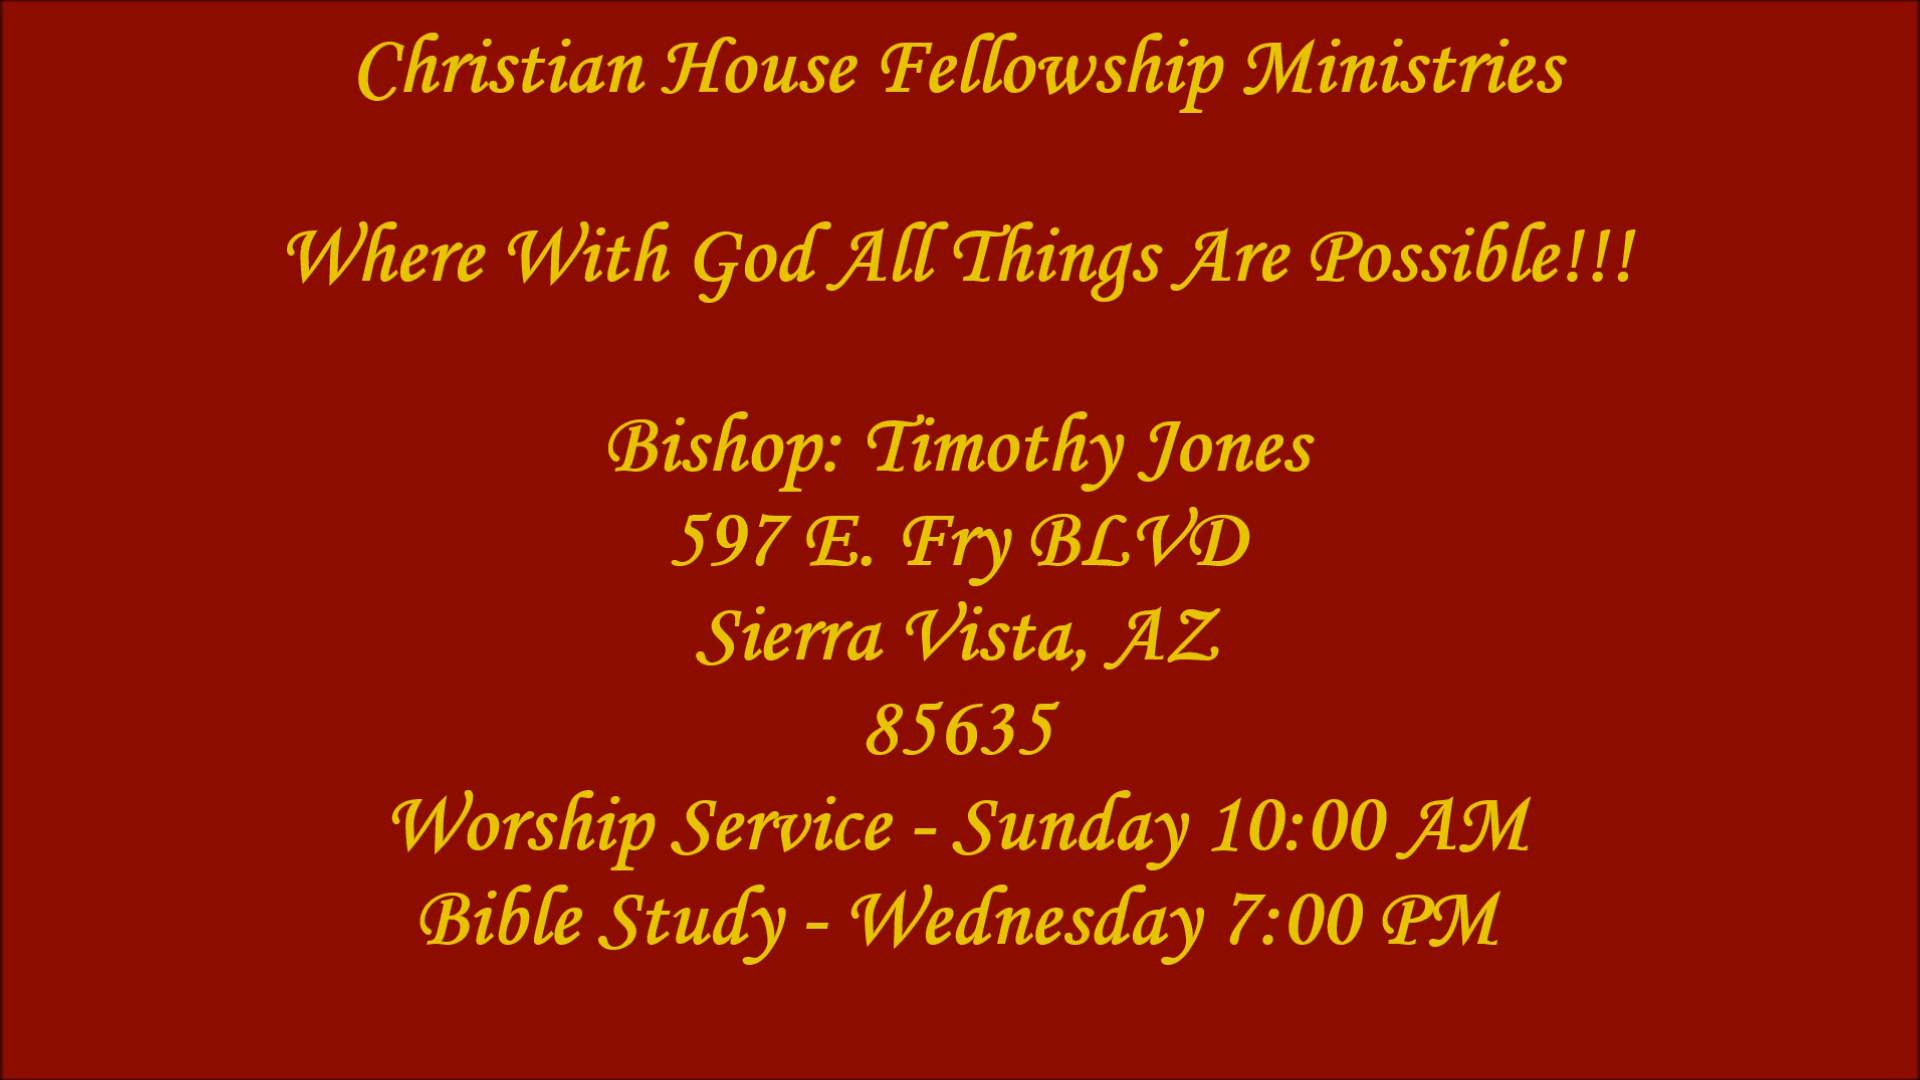 Christian House Fellowship Ministries
Where With God All Things Are Possible!!!
Bishop: Timothy Jones
597 E. Fry BLVD
Sierra Vista, AZ
85635
Worship Service - Sunday 10:00 AM
Bible Study - Wednesday 7:00 PM